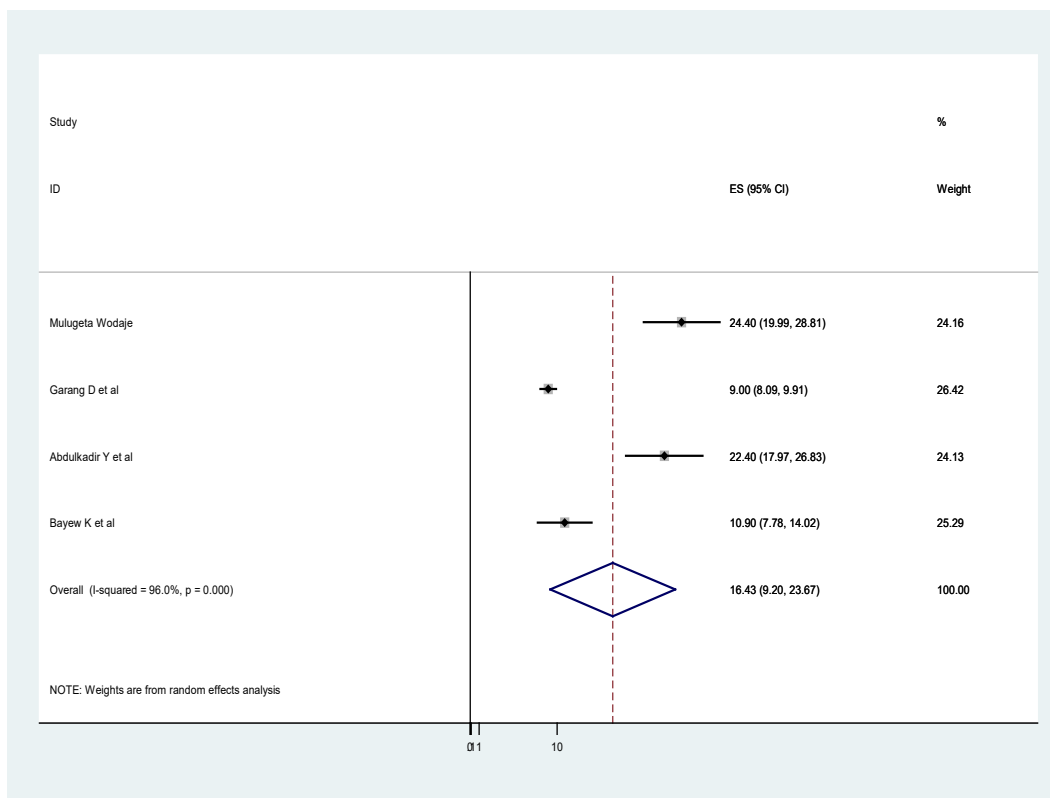 Study %
ID ES (95% CI) Weight
Mulugeta Wodaje 24.40 (19.99, 28.81) 24.16
Garang D et al 9.00 (8.09, 9.91) 26.42
Abdulkadir Y et al 22.40 (17.97, 26.83) 24.13
Bayew K et al 10.90 (7.78, 14.02) 25.29
Overall (I-squared = 96.0%, p = 0.000) 16.43 (9.20, 23.67) 100.00
NOTE: Weights are from random effects analysis
1 10